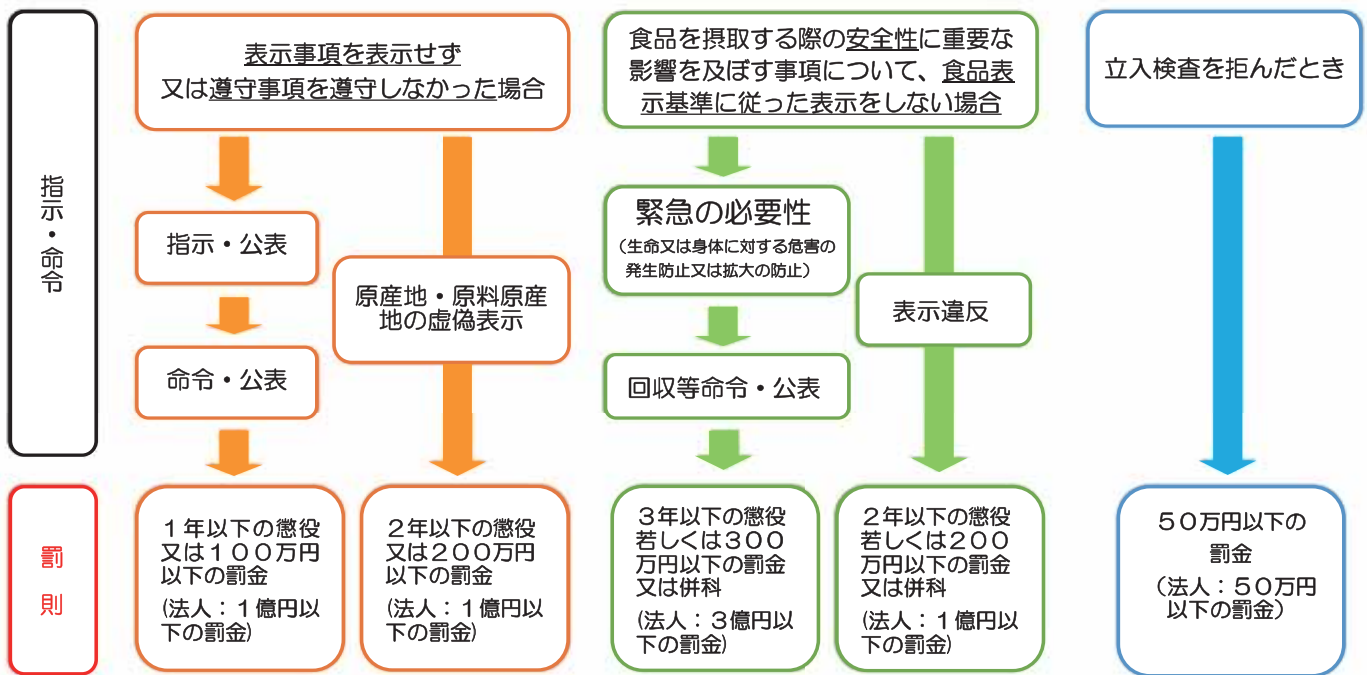 指示・命令
表示事項を表示せず
又は遵守事項を遵守しなかった場合
指示・公表
命令・公表
原産地・原料原産
地の虚偽表示
食品を摂取する際の安全性に重要な
影響を及ぼす事項について、食品表
示基準に従った表示をしない場合
緊急の必要性
(生命又は身体に対する危害の
発生防止又は拡大の防止)
回収等命令・公表
表示違反
立入検査を拒んだとき
罰則
1年以下の懲役
又は100万円
以下の罰金
(法人:1億円以
下の罰金)
2年以下の懲役
又は200万円
以下の罰金
(法人:1億円以
下の罰金)
3年以下の懲役
若しくは300
万円以下の罰金
又は併科
(法人:3億円以
下の罰金)
2年以下の懲役
若しくは200
万円以下の罰金
又は併科
(法人:1億円以
下の罰金)
50万円以下の
罰金
(法人:50万円
以下の罰金)